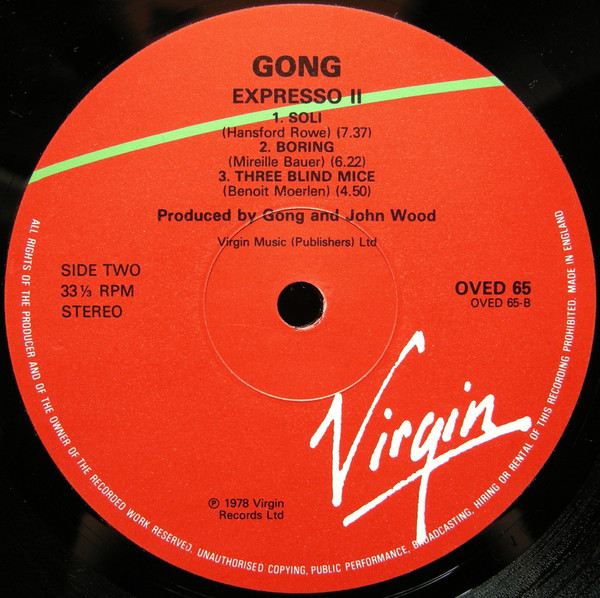 GONG
EXPRESSO II
1. SOLI
(Hansford Rowe) (7.37)
2. BORING
(Mireille Bauer) (6.22)
3. THREE BLIND MICE
(Benoit Moerlen) (4.50)
Produced by Gong and John Wood
Virgin Music (Publishers) Ltd
SIDE TWO
33 ⅓ RPM
STEREO
OVED 65
OVED 65-B
Virgin
℗ 1978 Virgin
Records Ltd
ALL RIGHTS OF THE PRODUCER AND OF THE OWNER OF THE RECORDED WORK RESERVED. UNAUTHORISED COPYING, PUBLIC PERFORMANCE, BROADCASTING, HIRING OR RENTAL OF THIS RECORDING PROHIBITED. MADE IN ENGLAND